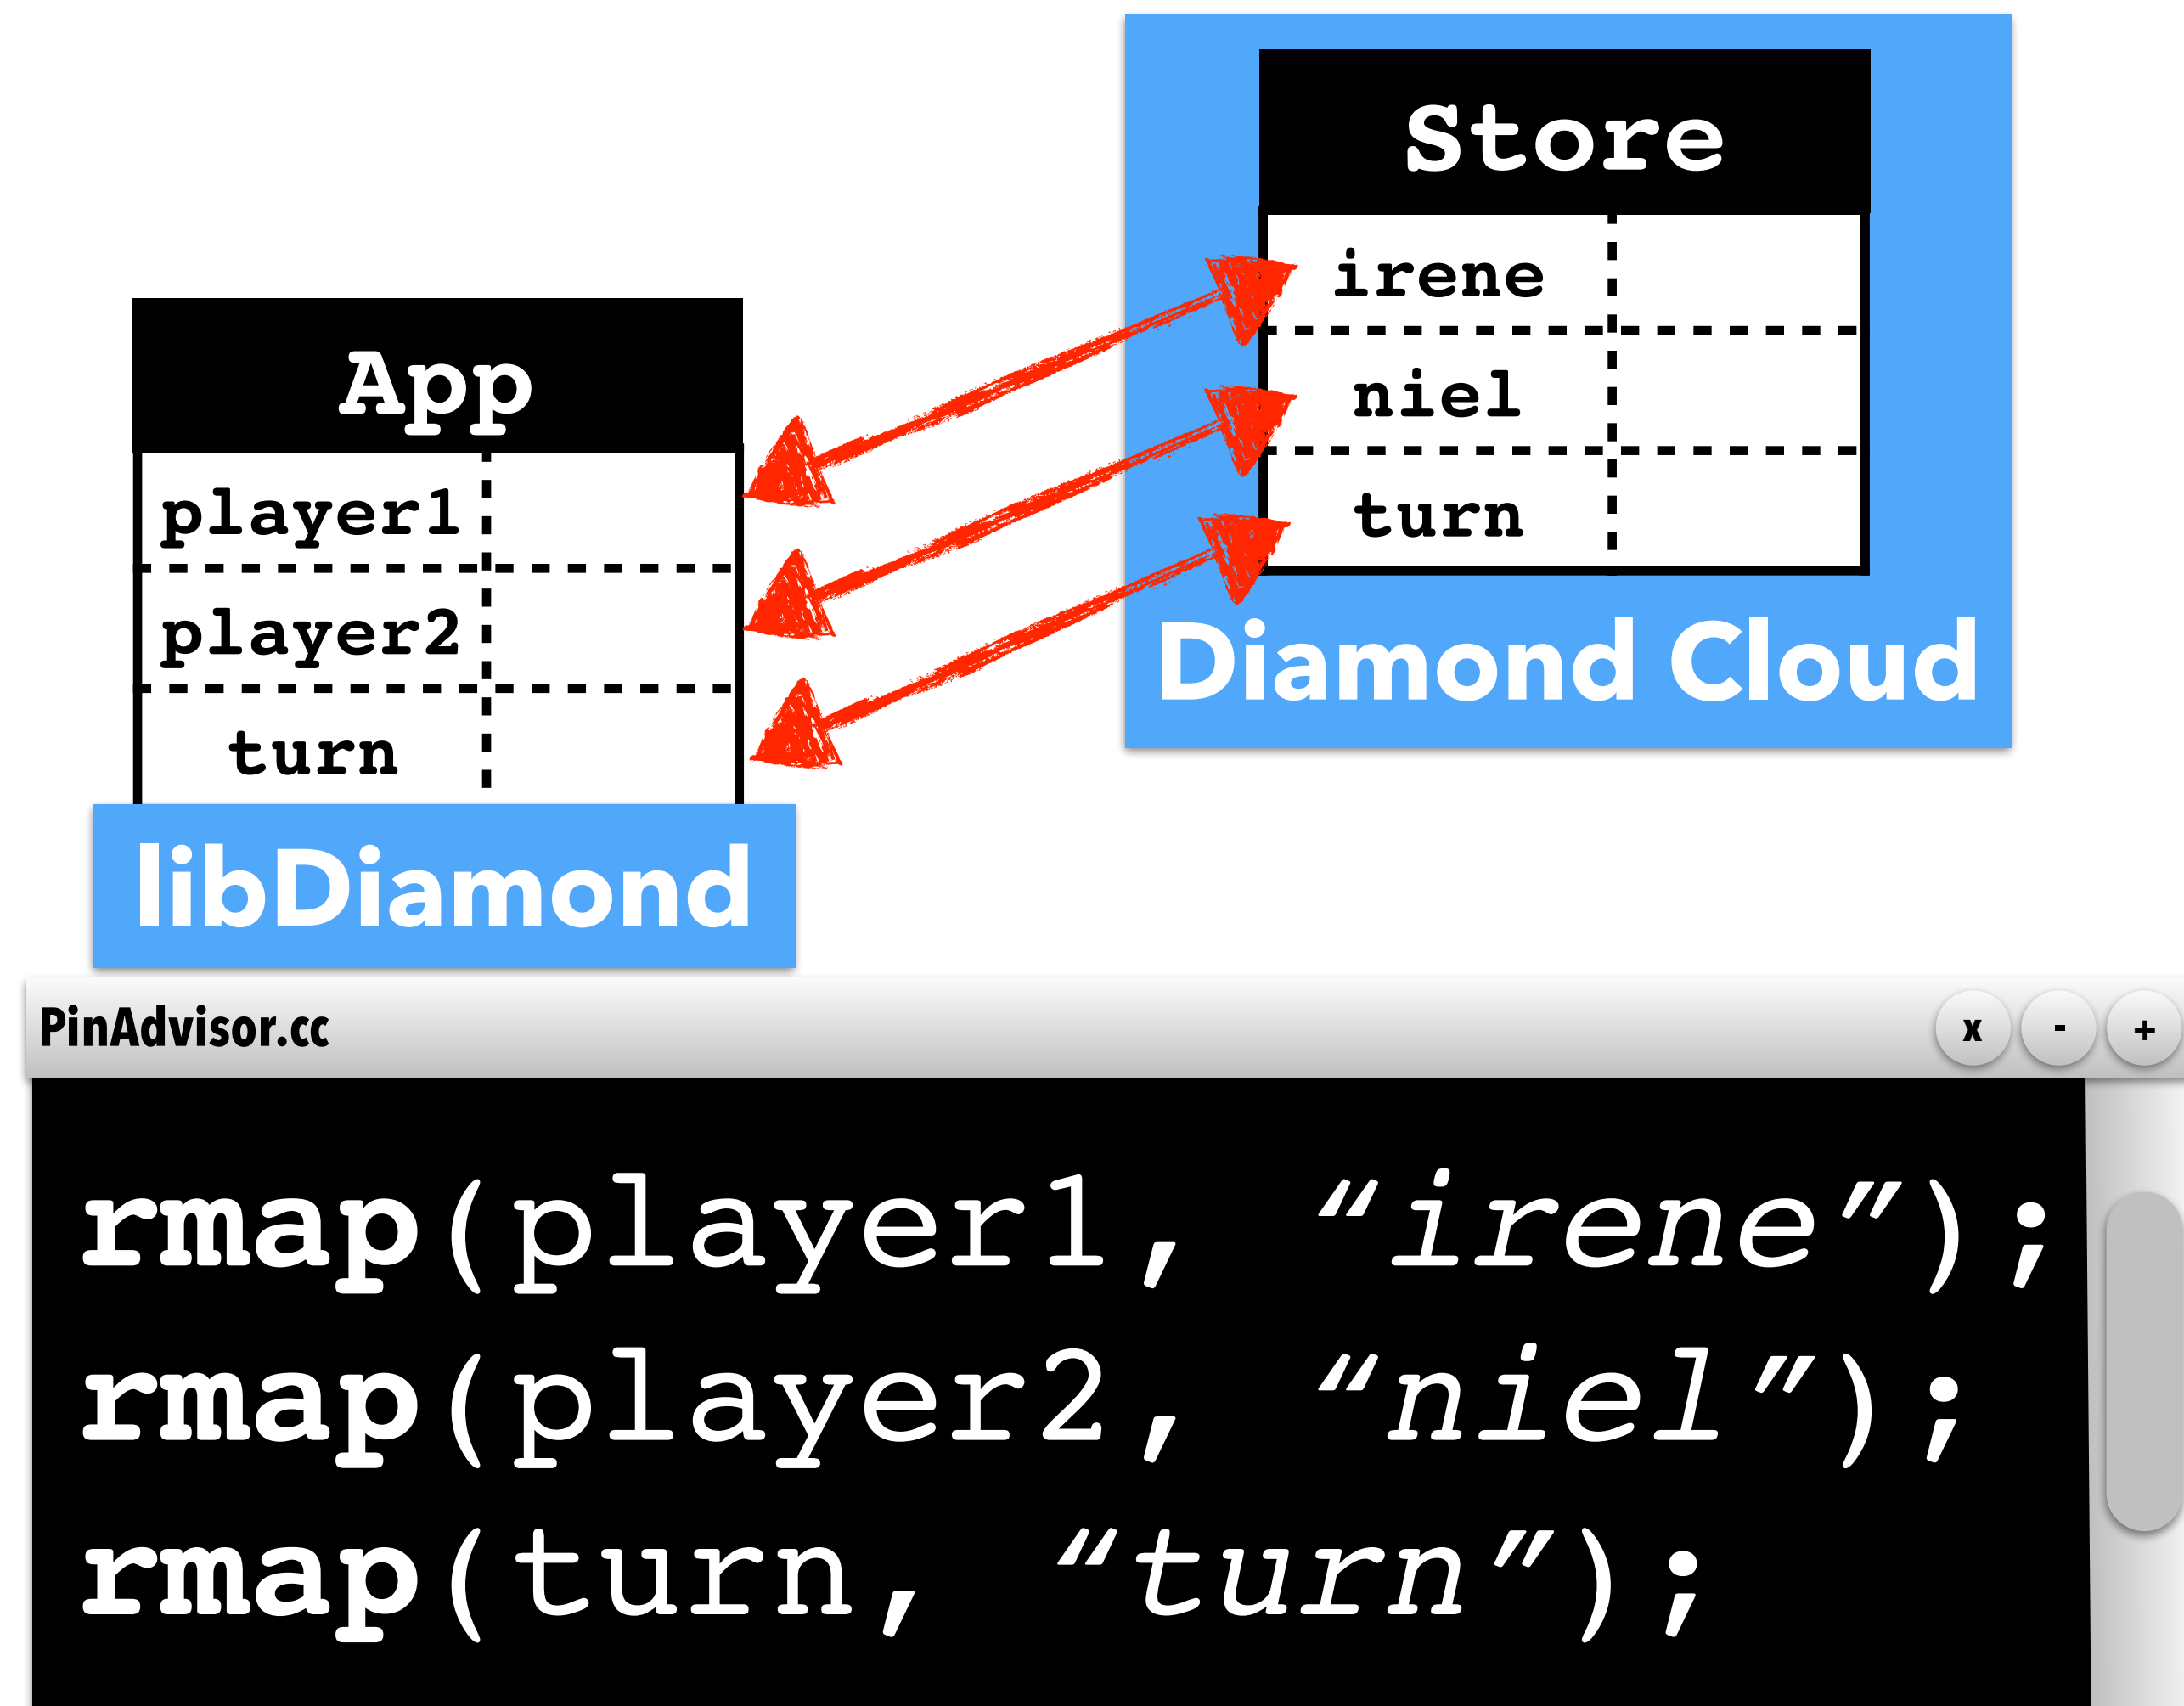 Store
irene
niel
turn
Diamond Cloud
App
player1
player2
turn
libDiamond
PinAdvisor.cc
x - +
rmap(player1, “irene”);
rmap(player2, “niel”);
rmap(turn, “turn”);